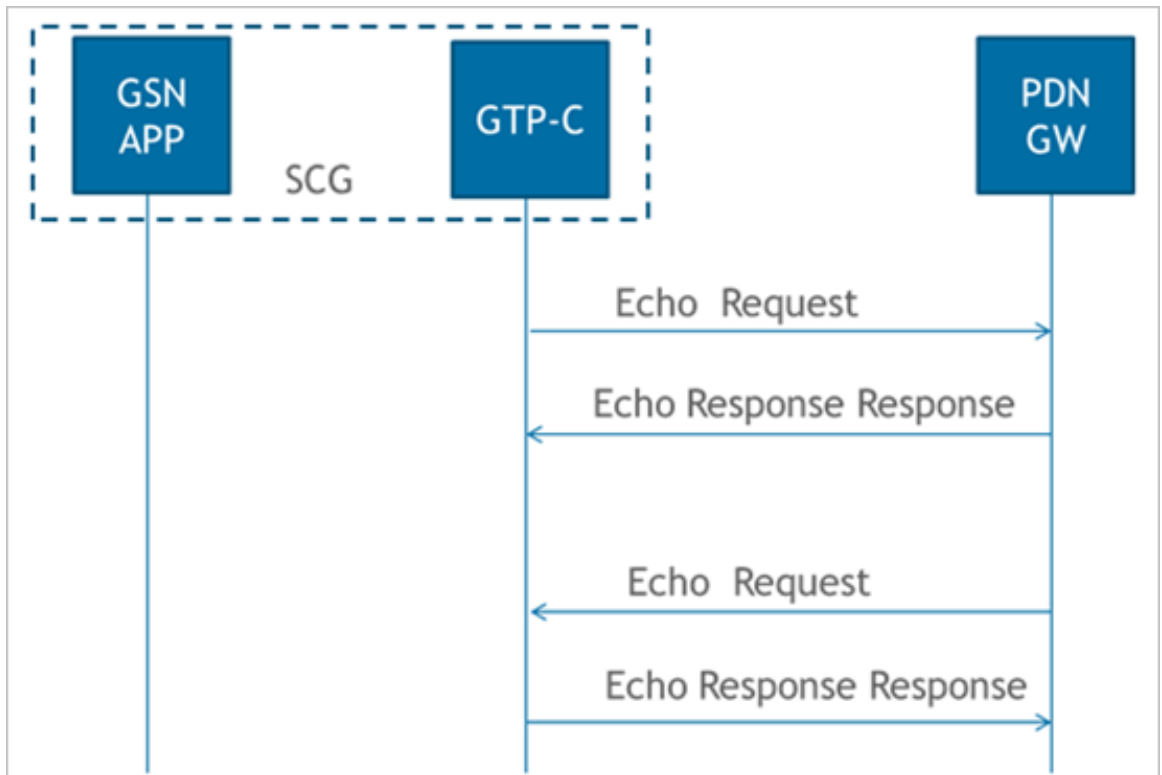 GSN
APP
GTP-C
PDN
GW
SCG
Echo Request
Echo Response Response
Echo Request
Echo Response Response